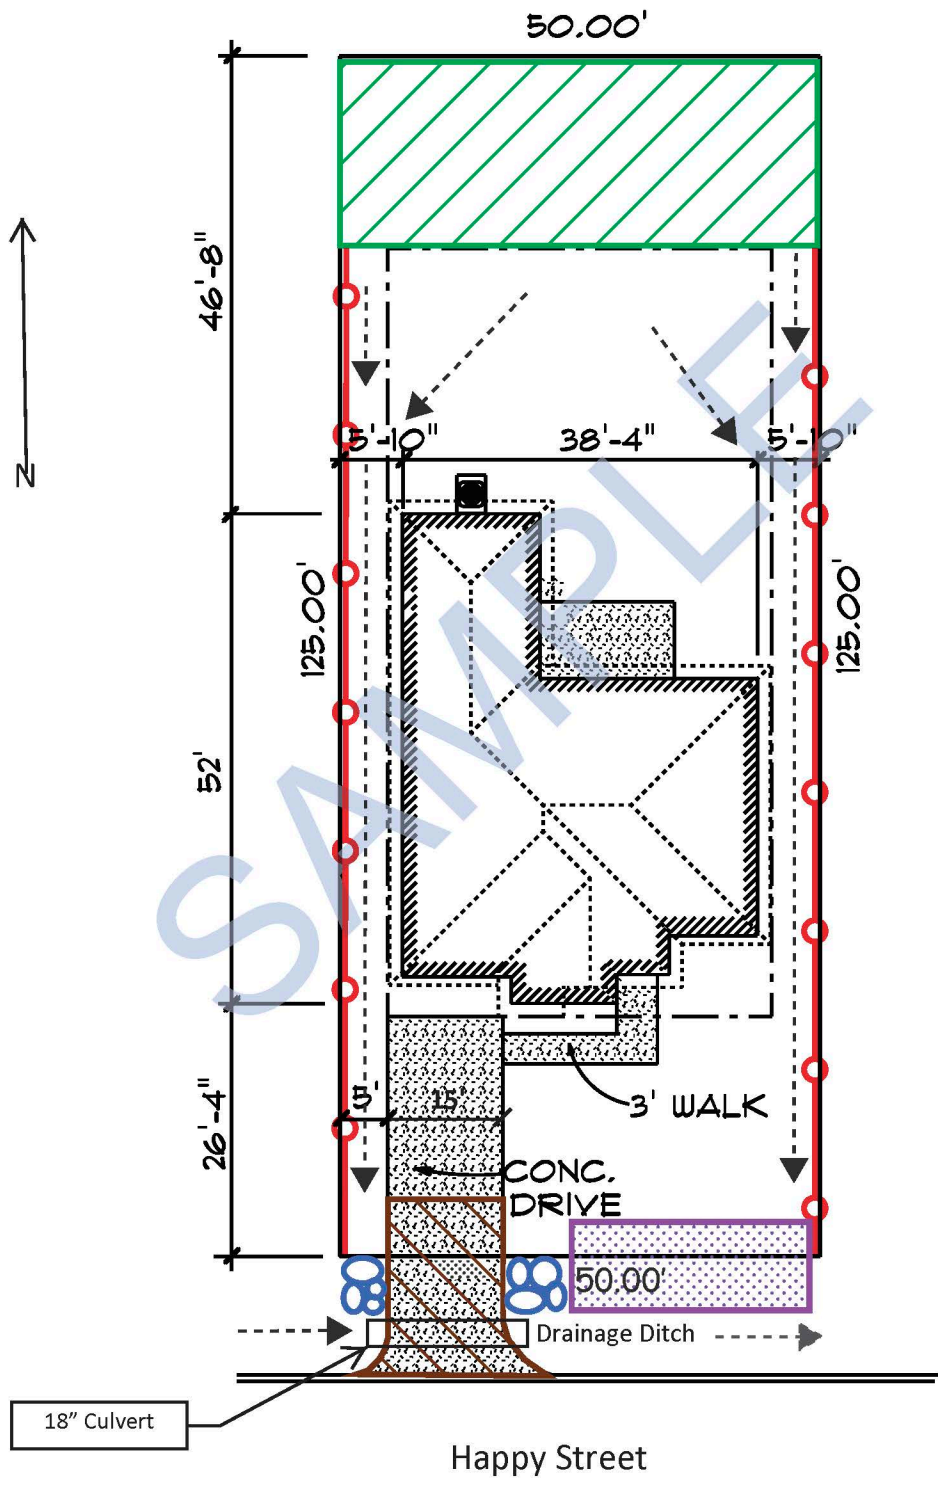 50.00'
46'-8"
N
5'-10"
38'-4"
5'-10"
125.00'
125.00'
52'
SAMPLE
26'-4"
5'
15'
3' WALK
CONC.
DRIVE
50.00'
Drainage Ditch
18” Culvert
Happy Street